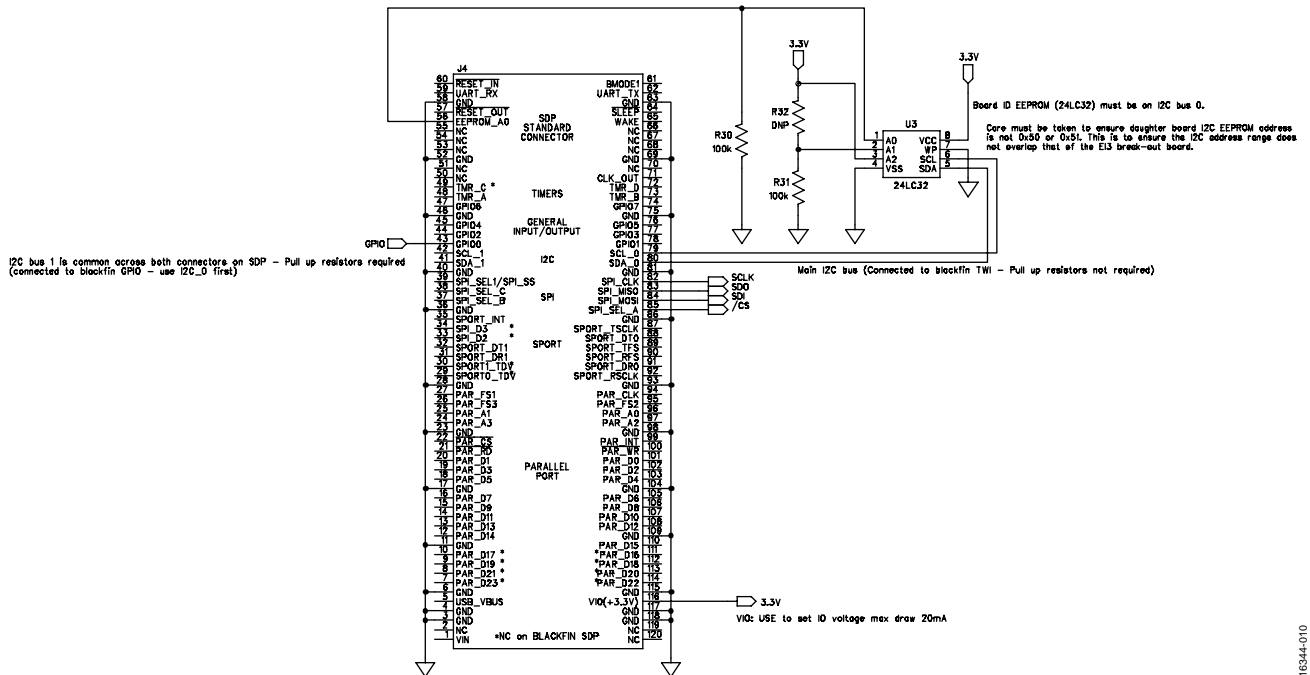 J4
60 RESET_IN BMODE1 61
59 UART_RX UART_TX 62
58 GND GND 63
57 RESET_OUT SLEEP 64
56 EEPROM_A0 WAKE 65
55 NC NC 66
54 NC NC 67
53 NC NC 68
52 GND GND 69
51 NC NC 70
50 NC CLK_OUT 71
49 TMR_C * TMR_D 72
48 TMR_A TMR_B 73
47 GPIO6 GPIO7 74
46 GND GND 75
45 GPIO4 GPIO5 76
44 GPIO2 GPIO3 77
43 GPIO0 GPIO1 78
42 SCL_1 SCL_0 79
41 SDA_1 SDA_0 80
40 GND GND 81
39 SPI_SEL1/SPI_SS SPI_CLK 82
38 SPI_SEL_C SPI_MISO 83
37 SPI_SEL_B SPI_MOSI 84
36 GND SPI_SEL_A 85
35 SPORT_INT GND 86
34 SPI_D3 * SPORT_TSCLK 87
33 SPI_D2 * SPORT_DT0 88
32 SPORT_DT1 SPORT_TFS 89
31 SPORT_DR1 SPORT_RFS 90
30 SPORT1_TDV* SPORT_DR0 91
29 SPORT0_TDV* SPORT_RSCLK 92
28 GND GND 93
27 PAR_FS1 PAR_CLK 94
26 PAR_FS3 PAR_FS2 95
25 PAR_A1 PAR_A0 96
24 PAR_A3 PAR_A2 97
23 GND GND 98
22 PAR_CS PAR_INT 99
21 PAR_RD PAR_WR 100
20 PAR_D1 PAR_D0 101
19 PAR_D3 PAR_D2 102
18 PAR_D5 PAR_D4 103
17 GND GND 104
16 PAR_D7 PAR_D6 105
15 PAR_D9 PAR_D8 106
14 PAR_D11 PAR_D10 107
13 PAR_D13 PAR_D12 108
12 PAR_D14 GND 109
11 GND PAR_D15 110
10 PAR_D17 * *PAR_D16 111
9 PAR_D19 * *PAR_D18 112
8 PAR_D21 * *PAR_D20 113
7 PAR_D23 * *PAR_D22 114
6 GND GND 115
5 USB_VBUS VIO(+3.3V) 116
4 GND GND 117
3 GND GND 118
2 NC NC 119
1 VIN NC 120
*NC on BLACKFIN SDP
SDP
STANDARD
CONNECTOR
TIMERS
GENERAL
INPUT/OUTPUT
I2C
SPI
SPORT
PARALLEL
PORT
GPIO
I2C bus 1 is common across both connectors on SDP - Pull up resistors required
(connected to blackfin GPIO - use I2C_0 first)
R30
100k
3.3V
R32
DNP
R31
100k
U3
1 A0 VCC 8
2 A1 WP 7
3 A2 SCL 6
4 VSS SDA 5
24LC32
3.3V
Board ID EEPROM (24LC32) must be on I2C bus 0.
Care must be taken to ensure daughter board I2C EEPROM address
is not 0x50 or 0x51. This is to ensure the I2C address range does
not overlap that of the EI3 break-out board.
Main I2C bus (Connected to blackfin TWI - Pull up resistors not required)
SCLK
SDO
SDI
/CS
3.3V
VIO: USE to set IO voltage max draw 20mA
16344-010